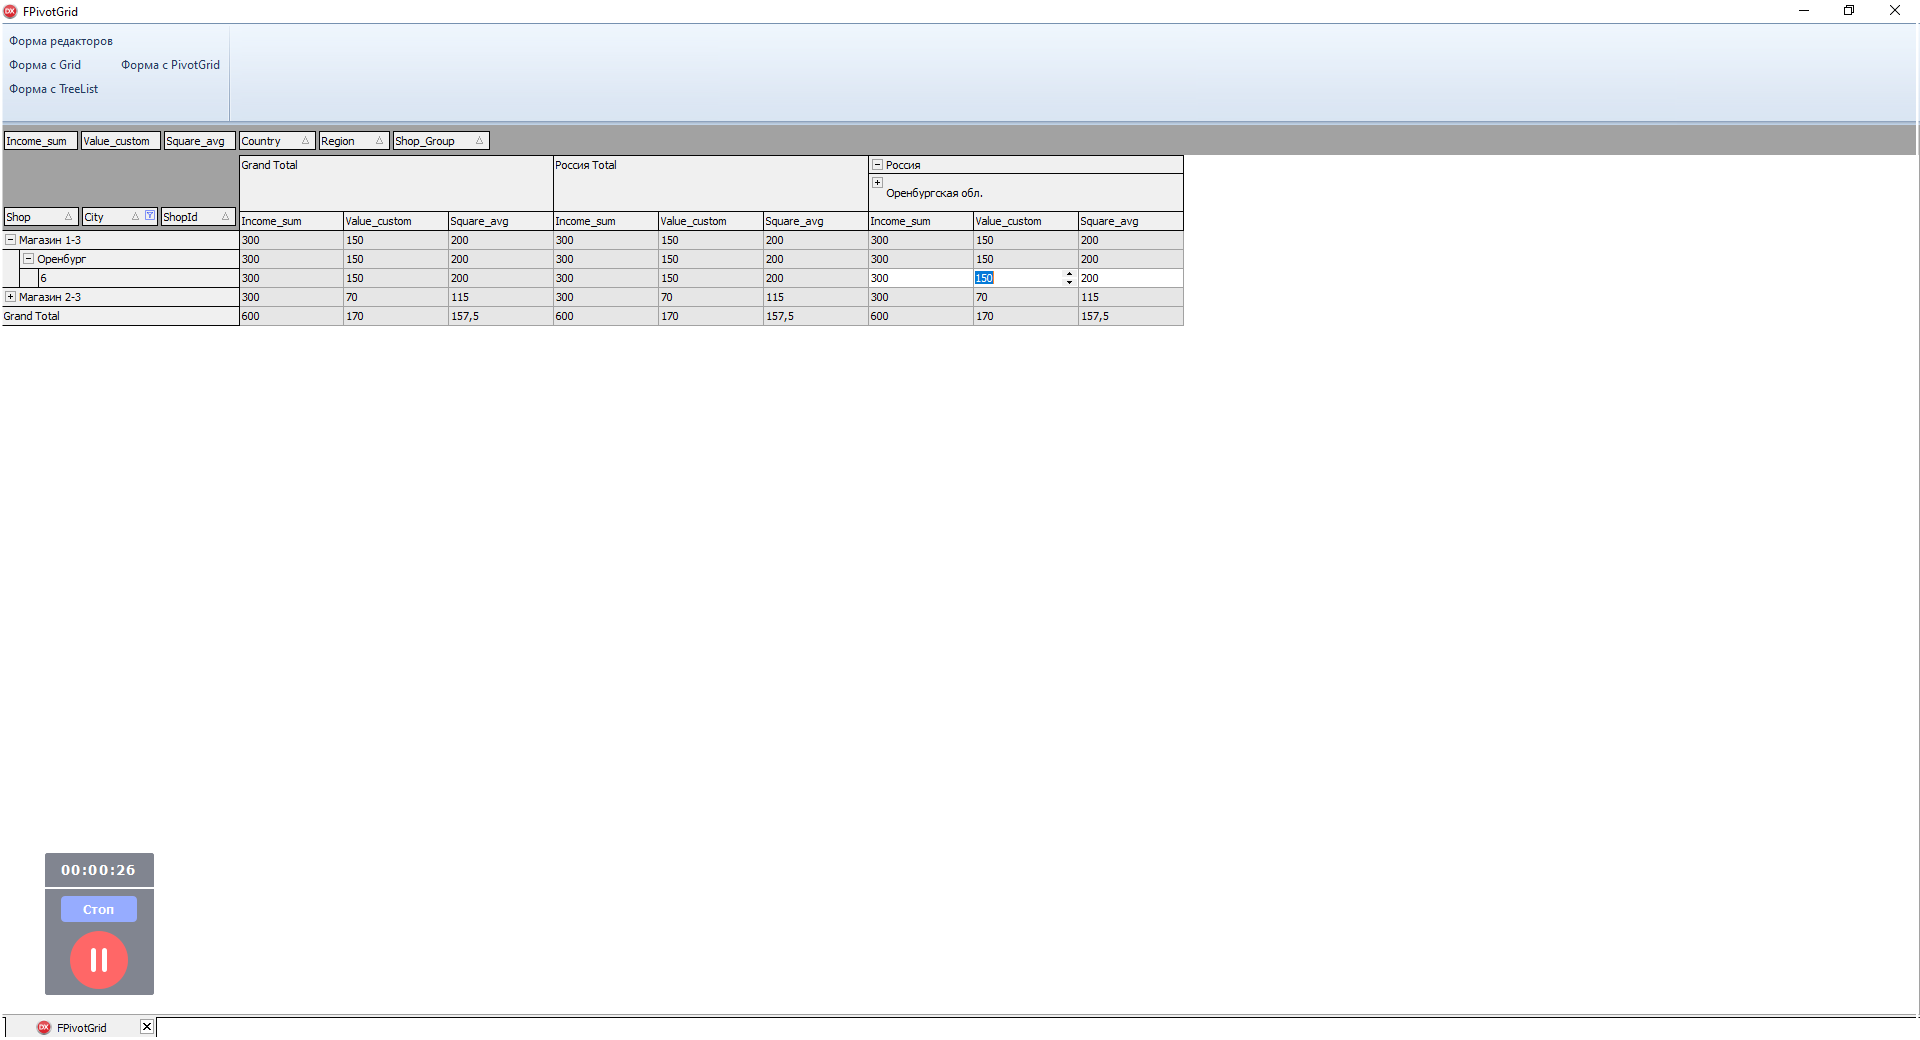 FPivotGrid
Форма редакторов
Форма с Grid Форма с PivotGrid
Форма с TreeList
Income_sum Value_custom Square_avg Country Region Shop_Group
Grand Total Россия Total Россия
Оренбургская обл.
Shop City ShopId Income_sum Value_custom Square_avg Income_sum Value_custom Square_avg Income_sum Value_custom Square_avg
Магазин 1-3 300 150 200 300 150 200 300 150 200
Оренбург 300 150 200 300 150 200 300 150 200
6 300 150 200 300 150 200 300 150 200
Магазин 2-3 300 70 115 300 70 115 300 70 115
Grand Total 600 170 157,5 600 170 157,5 600 170 157,5
00:00:26
Стоп
FPivotGrid